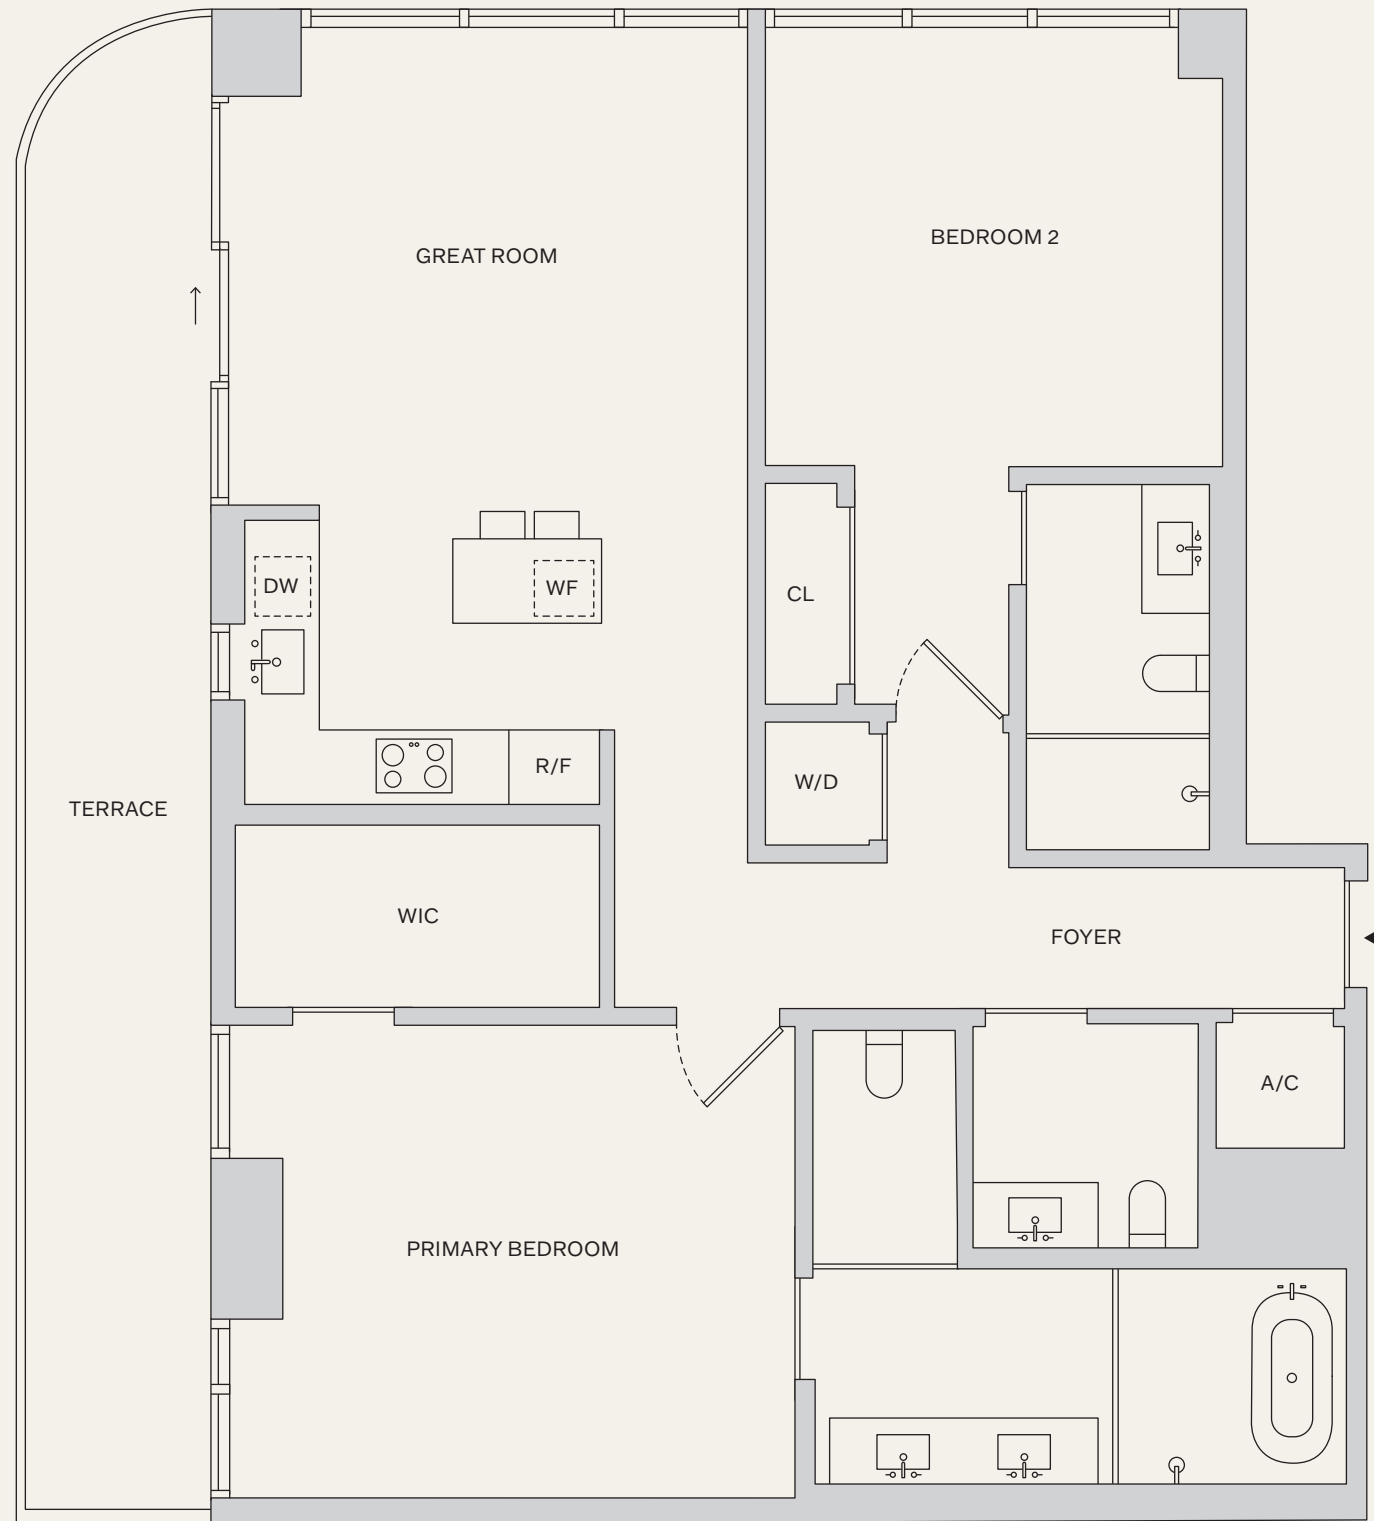 BEDROOM 2
GREAT ROOM
DW
WF
CL
R/F
W/D
TERRACE
WIC
FOYER
A/C
PRIMARY BEDROOM